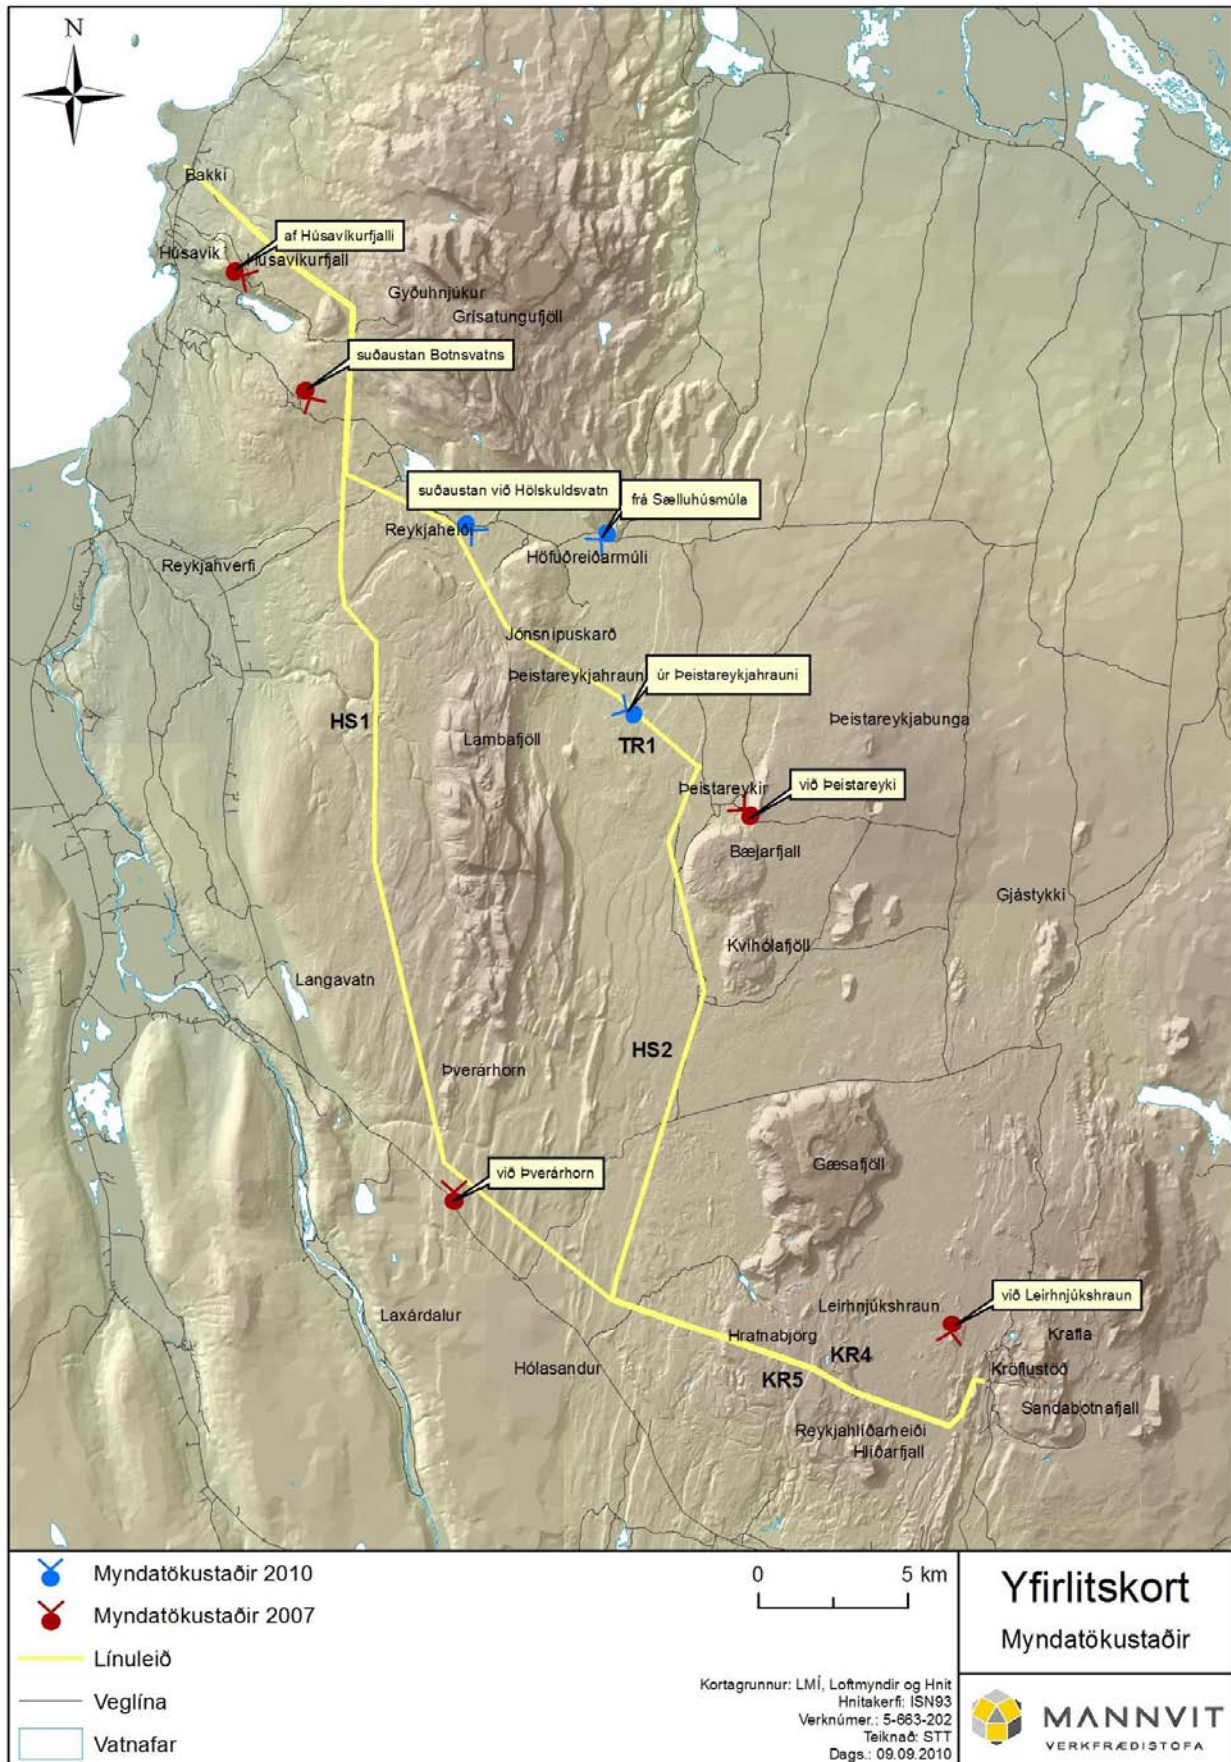 N
Bakki
af Húsavíkurfjalli
Húsavík
Húsavíkurfjall
Gyðuhnjúkur
Grísatungufjöll
suðaustan Botnsvatns
suðaustan við Hölskuldsvatn
frá Sælluhúsmúla
Reykjaheiði
Höfuðreiðarmúli
Reykjahverfi
Jónsnípuskarð
Þeistareykjahraun
úr Þeistareykjahrauni
HS1
Lambafjöll
TR1
Þeistareykjabunga
Þeistareykir
við Þeistareyki
Bæjarfjall
Gjástykki
Kvíhólafjöll
Langavatn
HS2
Þverárhorn
Gæsafjöll
við Þverárhorn
við Leirhnjúkshraun
Leirhnjúkshraun
Laxárdalur
Hrafnabjörg
Krafla
KR4
Hólasandur
KR5
Kröflustöð
Sandabotnafjall
Reykjahlíðarheiði
Hlíðarfjall
Myndatökustaðir 2010
Myndatökustaðir 2007
Línuleið
Veglína
Vatnafar
0 5 km
Kortagrunnur: LMÍ, Loftmyndir og Hnit
Hnitakerfi: ISN93
Verknúmer.: 5-663-202
Teiknað: STT
Dags.: 09.09.2010
Yfirlitskort
Myndatökustaðir
MANNVIT
VERKFRÆÐISTOFA